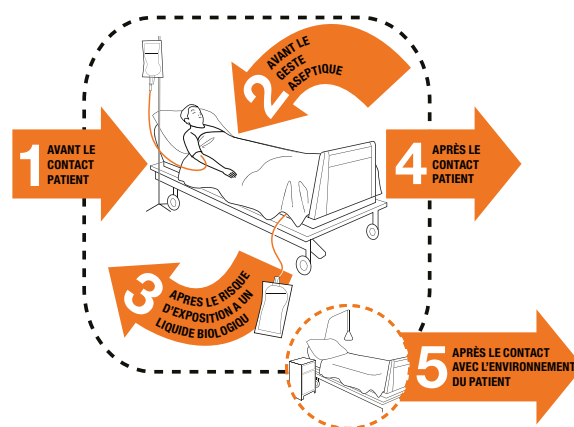 1
AVANT LE
CONTACT
PATIENT
2
AVANT LE
GESTE
ASEPTIQUE
3
APRES LE RISQUE
D'EXPOSITION A UN
LIQUIDE BIOLOGIQU
4
APRÈS LE
CONTACT
PATIENT
5
APRÈS LE CONTACT
AVEC L'ENVIRONNEMENT
DU PATIENT